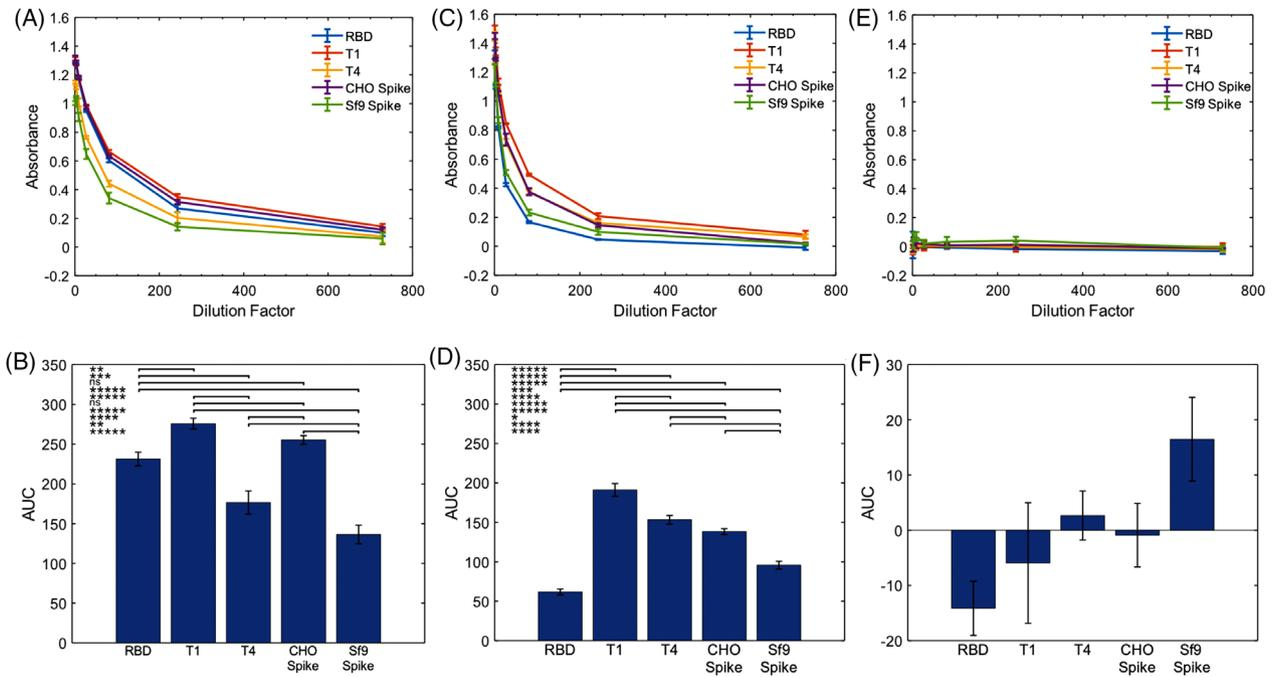 (A)
1.6
1.4
1.2
1
0.8
0.6
0.4
0.2
0
-0.2
Absorbance
0 200 400 600 800
Dilution Factor
RBD
T1
T4
CHO Spike
Sf9 Spike
(C)
1.6
1.4
1.2
1
0.8
0.6
0.4
0.2
0
-0.2
Absorbance
0 200 400 600 800
Dilution Factor
RBD
T1
T4
CHO Spike
Sf9 Spike
(E)
1.6
1.4
1.2
1
0.8
0.6
0.4
0.2
0
-0.2
Absorbance
0 200 400 600 800
Dilution Factor
RBD
T1
T4
CHO Spike
Sf9 Spike
(B)
350
300
250
200
150
100
50
0
AUC
**
***
ns
*****
*****
ns
*****
****
**
*****
RBD T1 T4 CHO Sf9
Spike Spike
(D)
350
300
250
200
150
100
50
0
AUC
*****
*****
*****
***
****
*****
*****
*
****
****
RBD T1 T4 CHO Sf9
Spike Spike
(F)
30
20
10
0
-10
-20
AUC
RBD T1 T4 CHO Sf9
Spike Spike